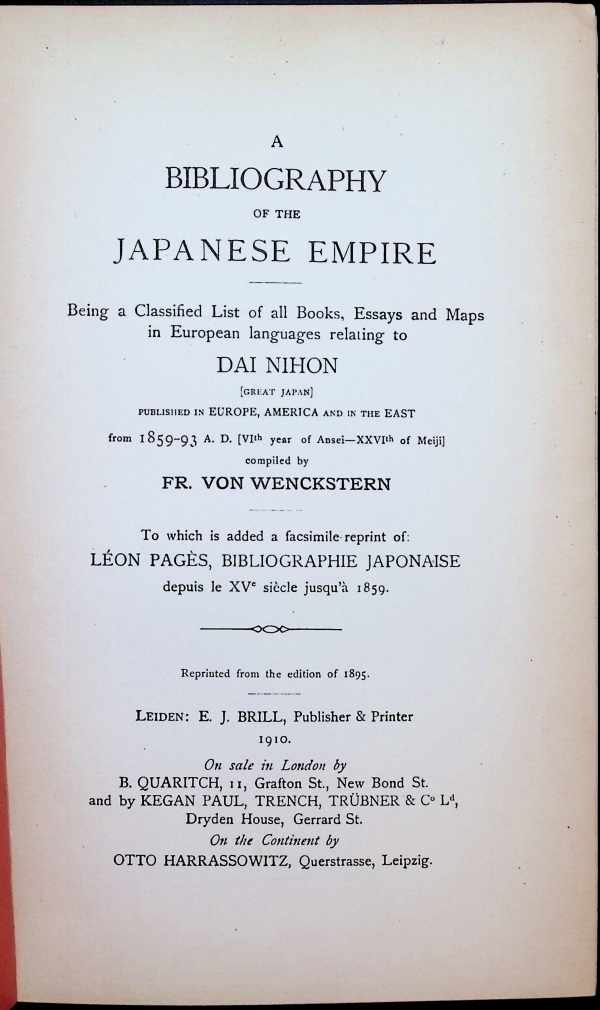 A
BIBLIOGRAPHY
OF THE
JAPANESE EMPIRE
Being a Classified List of all Books, Essays and Maps
in European languages relating to
DAI NIHON
[GREAT JAPAN]
PUBLISHED IN EUROPE, AMERICA AND IN THE EAST
from 1859-93 A. D. [VIth year of Ansei—XXVIth of Meiji]
compiled by
FR. VON WENCKSTERN
To which is added a facsimile-reprint of:
LÉON PAGÈS, BIBLIOGRAPHIE JAPONAISE
depuis le XVe siècle jusqu'à 1859.
Reprinted from the edition of 1895.
LEIDEN: E. J. BRILL, Publisher & Printer
1910.
On sale in London by
B. QUARITCH, 11, Grafton St., New Bond St.
and by KEGAN PAUL, TRENCH, TRÜBNER & Co Ld,
Dryden House, Gerrard St.
On the Continent by
OTTO HARRASSOWITZ, Querstrasse, Leipzig.